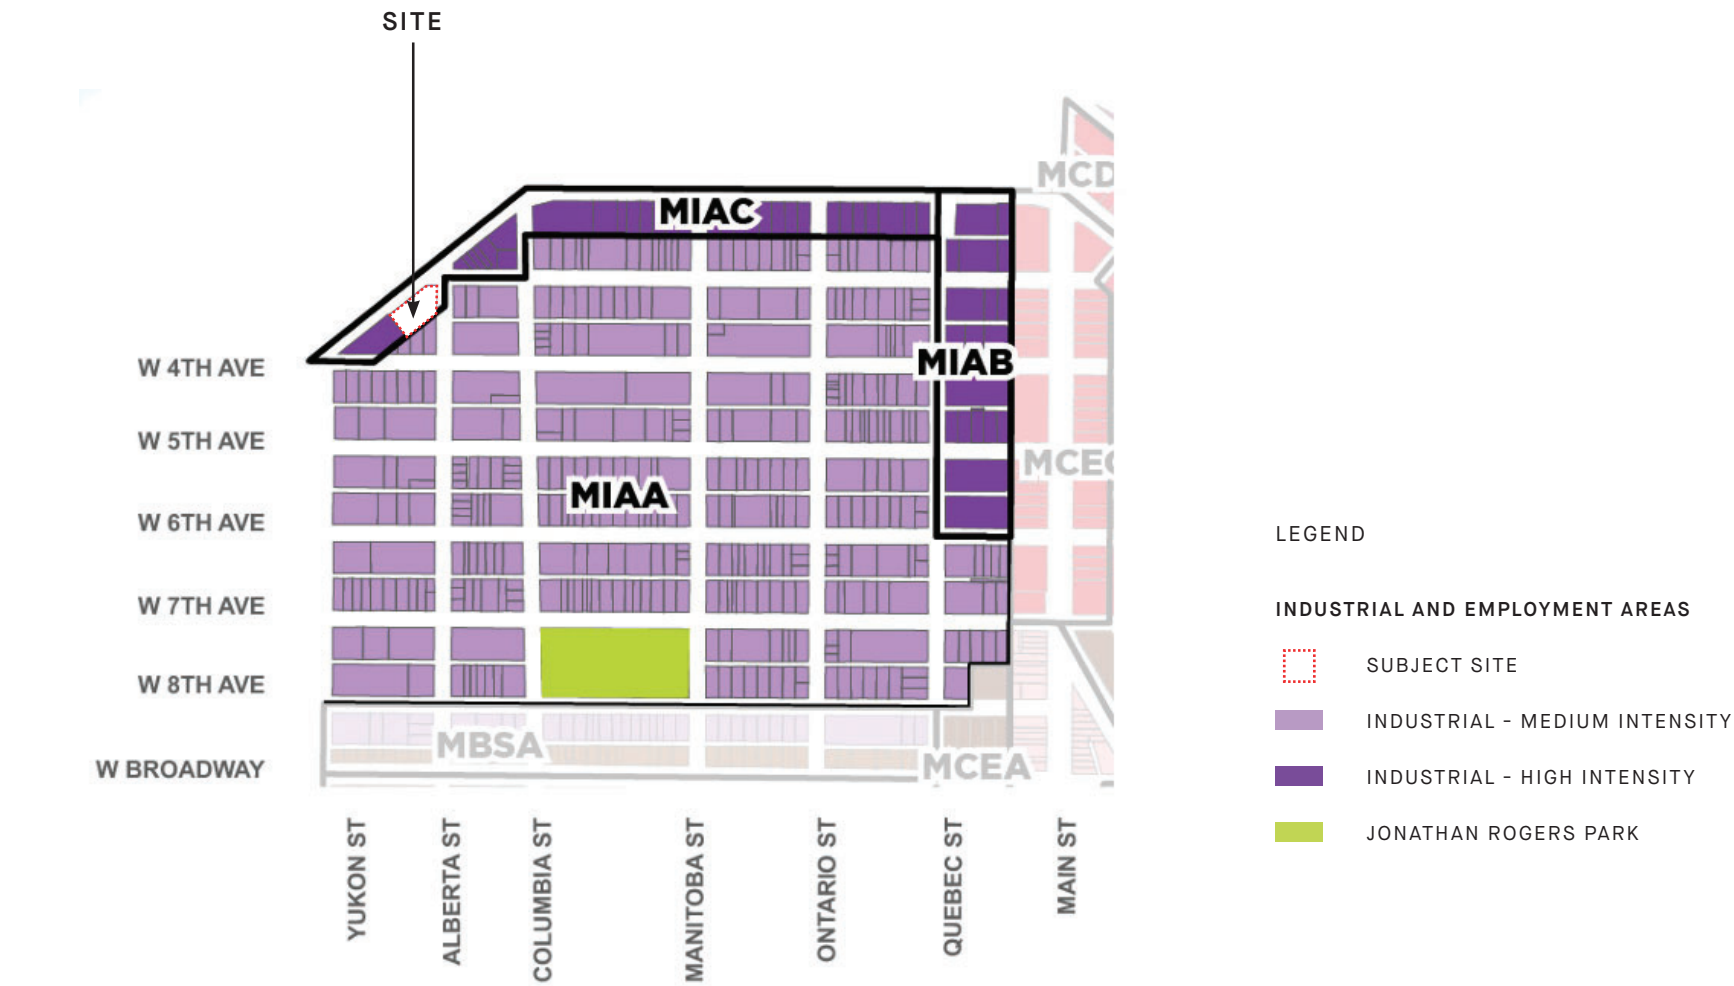 SITE
MCD
MIAC
W 4TH AVE
MIAB
W 5TH AVE
MCEC
MIAA
W 6TH AVE
W 7TH AVE
W 8TH AVE
MBSA
W BROADWAY
MCEA
YUKON ST
ALBERTA ST
COLUMBIA ST
MANITOBA ST
ONTARIO ST
QUEBEC ST
MAIN ST
LEGEND
INDUSTRIAL AND EMPLOYMENT AREAS
SUBJECT SITE
INDUSTRIAL - MEDIUM INTENSITY
INDUSTRIAL - HIGH INTENSITY
JONATHAN ROGERS PARK